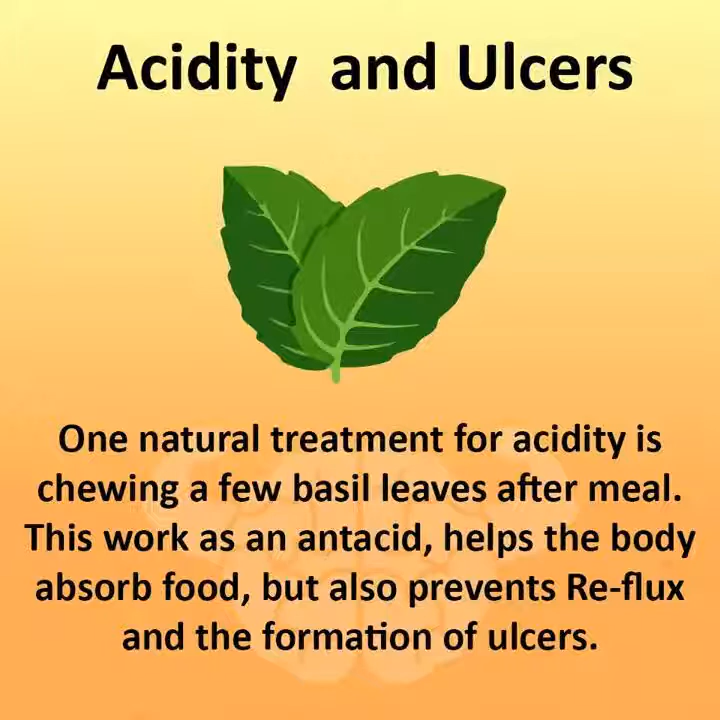 Acidity  and Ulcers
One natural treatment for acidity is
chewing a few basil leaves after meal.
This work as an antacid, helps the body
absorb food, but also prevents Re-flux
and the formation of ulcers.